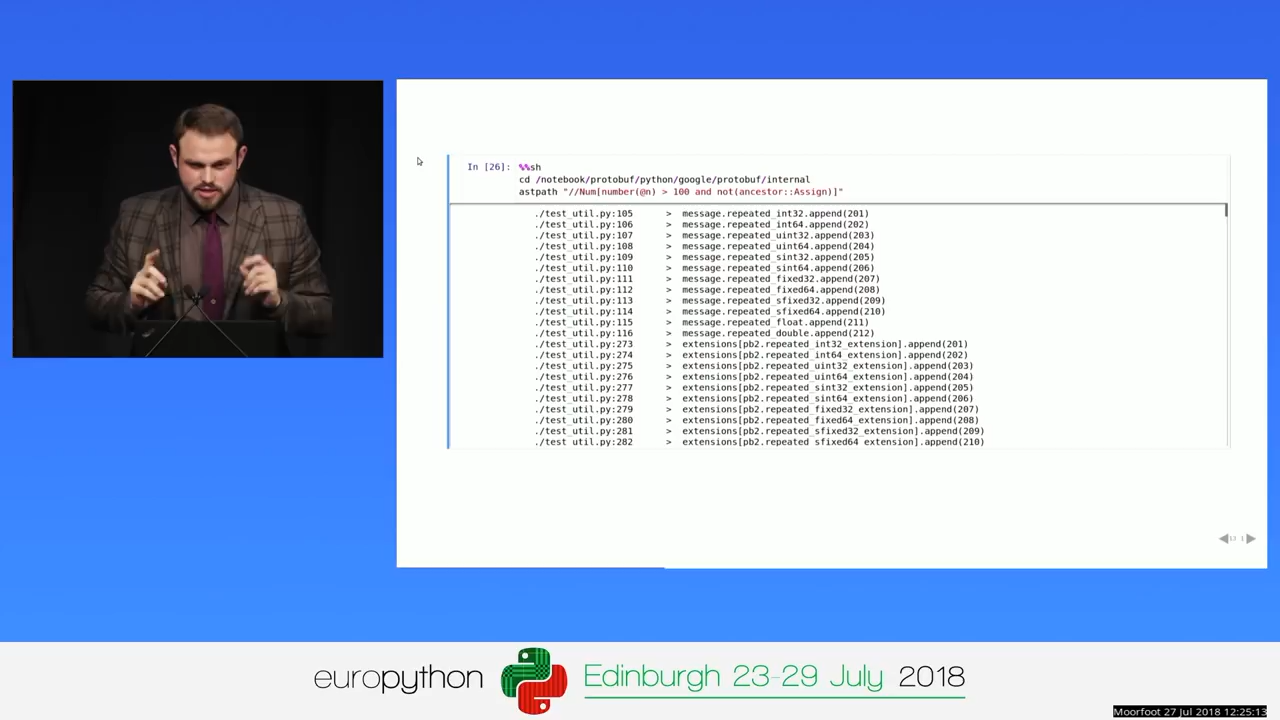 In [26]: %%sh
cd /notebook/protobuf/python/google/protobuf/internal
astpath "//Num[number(@n) > 100 and not(ancestor::Assign)]"
./test_util.py:105 > message.repeated_int32.append(201)
./test_util.py:106 > message.repeated_int64.append(202)
./test_util.py:107 > message.repeated_uint32.append(203)
./test_util.py:108 > message.repeated_uint64.append(204)
./test_util.py:109 > message.repeated_sint32.append(205)
./test_util.py:110 > message.repeated_sint64.append(206)
./test_util.py:111 > message.repeated_fixed32.append(207)
./test_util.py:112 > message.repeated_fixed64.append(208)
./test_util.py:113 > message.repeated_sfixed32.append(209)
./test_util.py:114 > message.repeated_sfixed64.append(210)
./test_util.py:115 > message.repeated_float.append(211)
./test_util.py:116 > message.repeated_double.append(212)
./test_util.py:273 > extensions[pb2.repeated_int32_extension].append(201)
./test_util.py:274 > extensions[pb2.repeated_int64_extension].append(202)
./test_util.py:275 > extensions[pb2.repeated_uint32_extension].append(203)
./test_util.py:276 > extensions[pb2.repeated_uint64_extension].append(204)
./test_util.py:277 > extensions[pb2.repeated_sint32_extension].append(205)
./test_util.py:278 > extensions[pb2.repeated_sint64_extension].append(206)
./test_util.py:279 > extensions[pb2.repeated_fixed32_extension].append(207)
./test_util.py:280 > extensions[pb2.repeated_fixed64_extension].append(208)
./test_util.py:281 > extensions[pb2.repeated_sfixed32_extension].append(209)
./test_util.py:282 > extensions[pb2.repeated_sfixed64_extension].append(210)
europython Edinburgh 23-29 July 2018
Moorfoot 27 Jul 2018 12:25:13